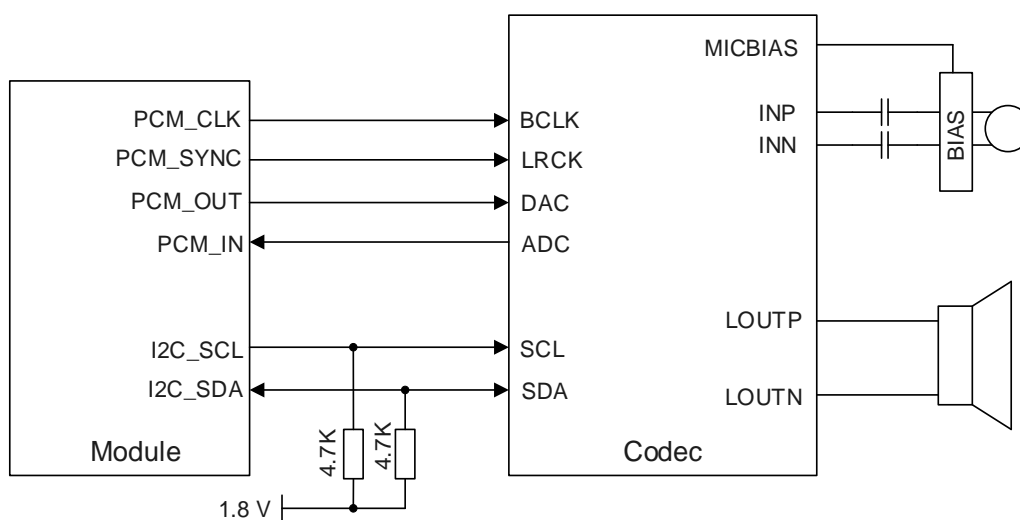 PCM_CLK
PCM_SYNC
PCM_OUT
PCM_IN
I2C_SCL
I2C_SDA
Module
4.7K
4.7K
1.8 V
BCLK
LRCK
DAC
ADC
SCL
SDA
Codec
MICBIAS
INP
INN
LOUTP
LOUTN
BIAS